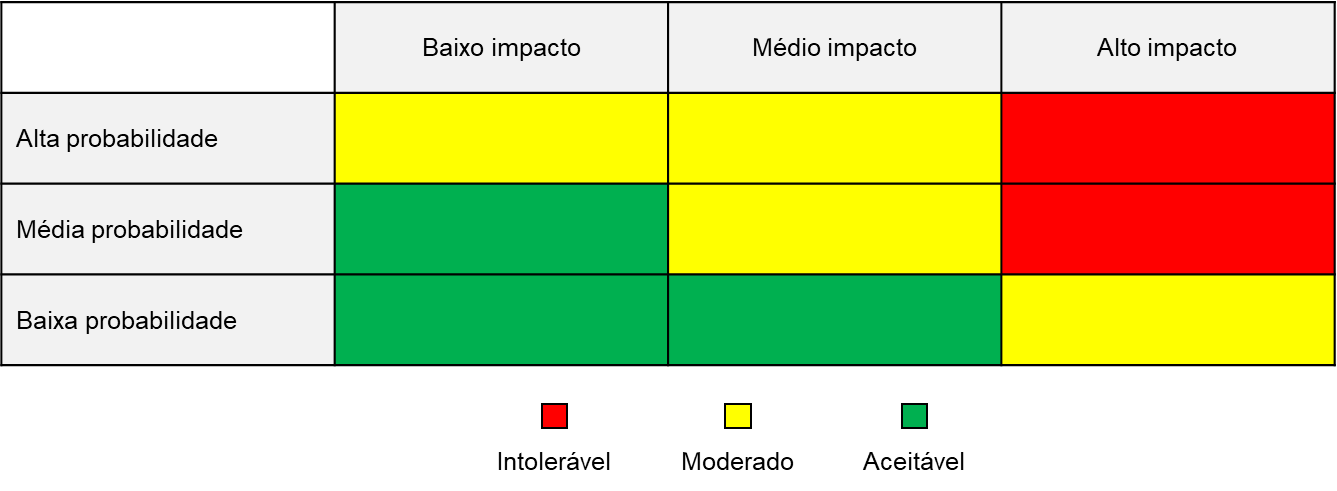 Baixo impacto
Médio impacto
Alto impacto
Alta probabilidade
Média probabilidade
Baixa probabilidade
Intolerável
Moderado
Aceitável